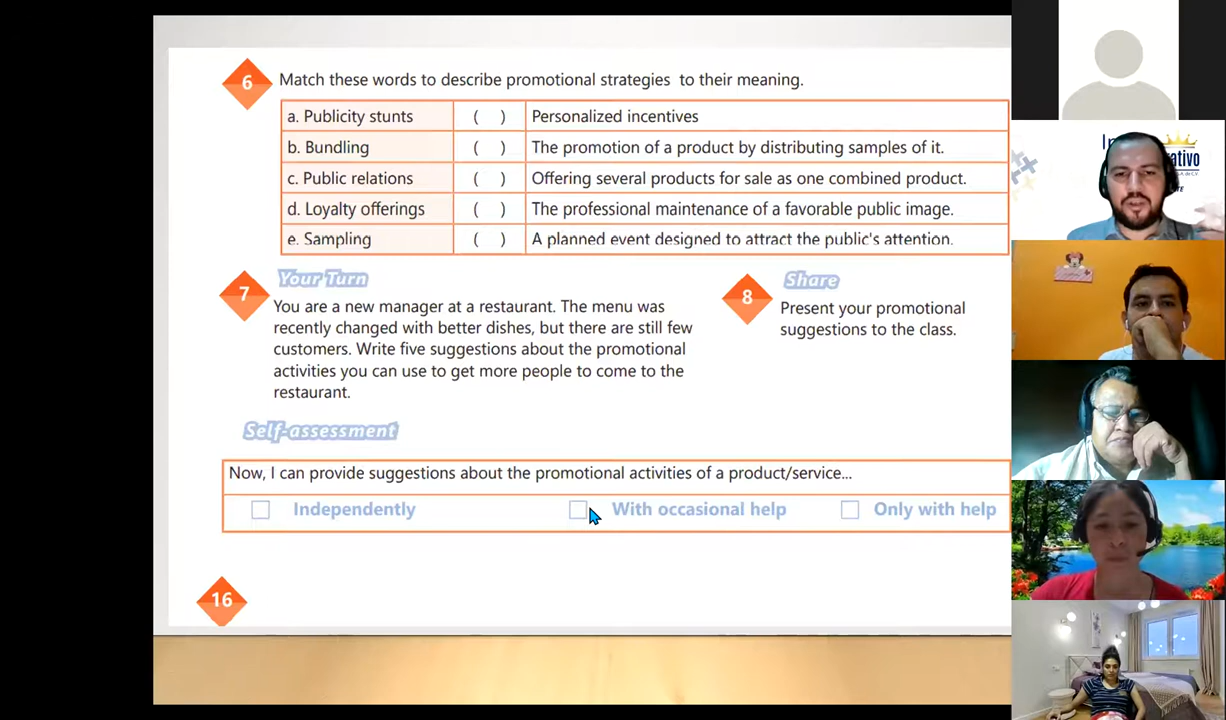 6
Match these words to describe promotional strategies to their meaning.
a. Publicity stunts ( ) Personalized incentives
b. Bundling ( ) The promotion of a product by distributing samples of it.
c. Public relations ( ) Offering several products for sale as one combined product.
d. Loyalty offerings ( ) The professional maintenance of a favorable public image.
e. Sampling ( ) A planned event designed to attract the public's attention.
7
Your Turn
You are a new manager at a restaurant. The menu was
recently changed with better dishes, but there are still few
customers. Write five suggestions about the promotional
activities you can use to get more people to come to the
restaurant.
8
Share
Present your promotional
suggestions to the class.
Self-assessment
Now, I can provide suggestions about the promotional activities of a product/service...
Independently With occasional help Only with help
16